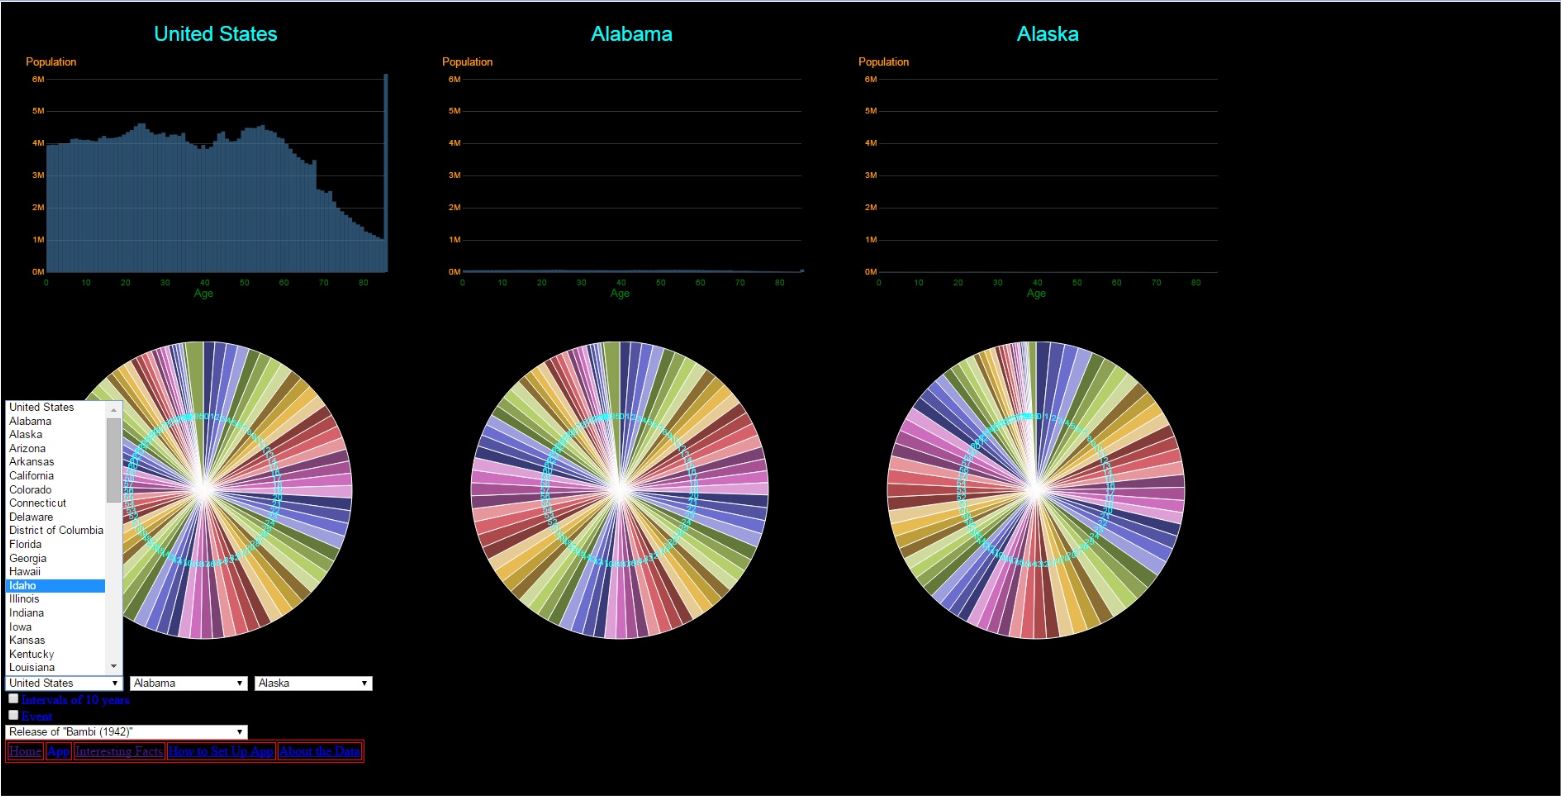 United States
Alabama
Alaska
Population
6M
5M
4M
3M
2M
1M
0M
0 10 20 30 40 50 60 70 80
Age
Population
6M
5M
4M
3M
2M
1M
0M
0 10 20 30 40 50 60 70 80
Age
Population
6M
5M
4M
3M
2M
1M
0M
0 10 20 30 40 50 60 70 80
Age
United States
Alabama
Alaska
Arizona
Arkansas
California
Colorado
Connecticut
Delaware
District of Columbia
Florida
Georgia
Hawaii
Idaho
Illinois
Indiana
Iowa
Kansas
Kentucky
Louisiana
United States Alabama Alaska
Intervals of 10 years
Event
Release of "Bambi (1942)"
Home App Interesting Facts How to Set Up App About the Data